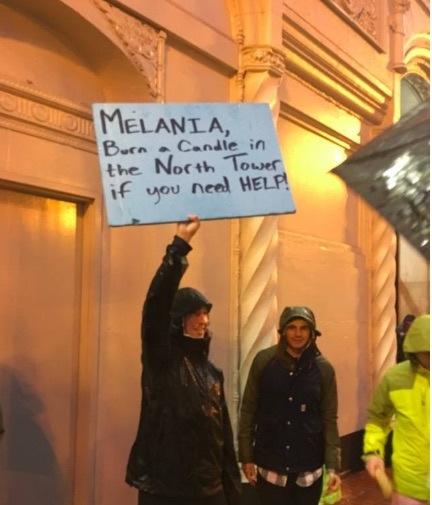 MELANIA,
Burn a Candle in
the North Tower
if you need HELP!